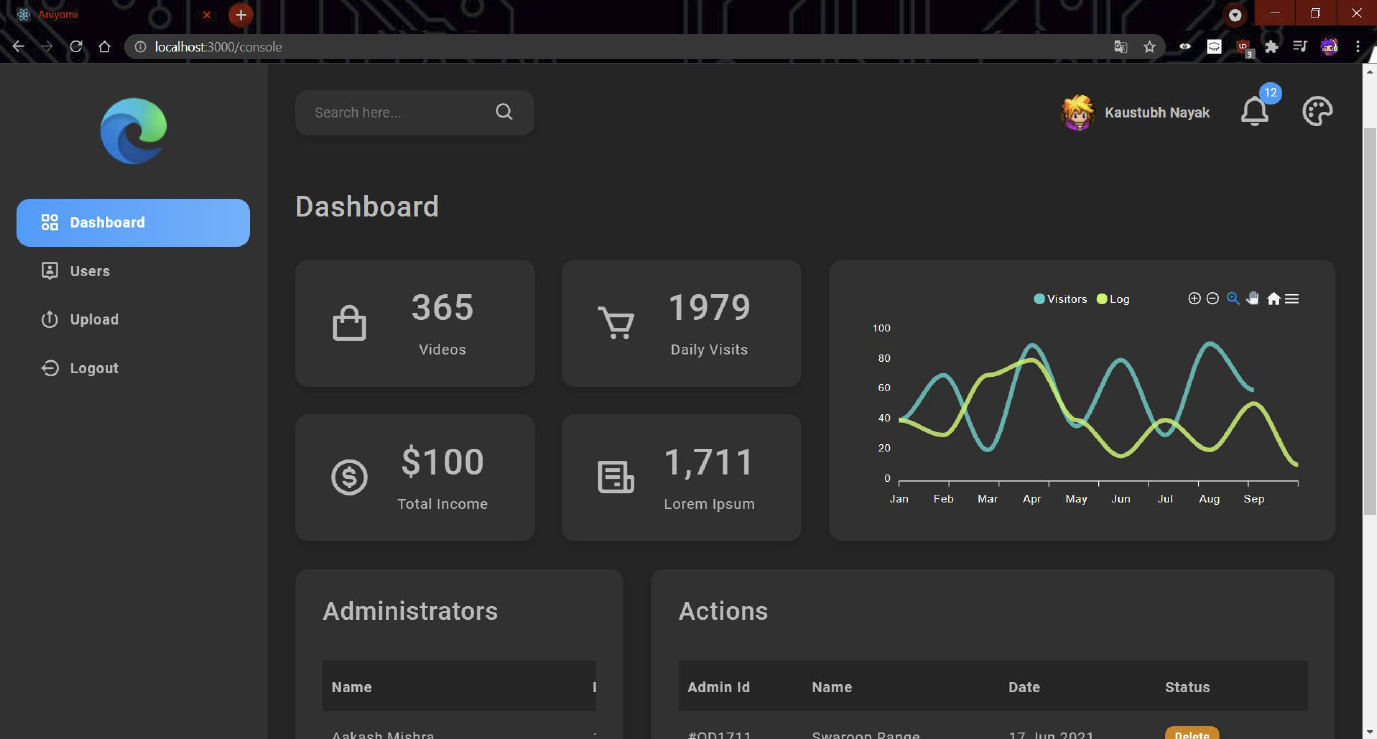 Aniyomi
localhost:3000/console
3
Search here...
Kaustubh Nayak
12
Dashboard
Users
Upload
Logout
Dashboard
365
Videos
1979
Daily Visits
$100
Total Income
1,711
Lorem Ipsum
Visitors Log
100
80
60
40
20
0
Jan Feb Mar Apr May Jun Jul Aug Sep
Administrators
Name
Aakash Mishra
Actions
Admin Id Name Date Status
#OD1711 Swaroop Range 17 Jun 2021 Delete